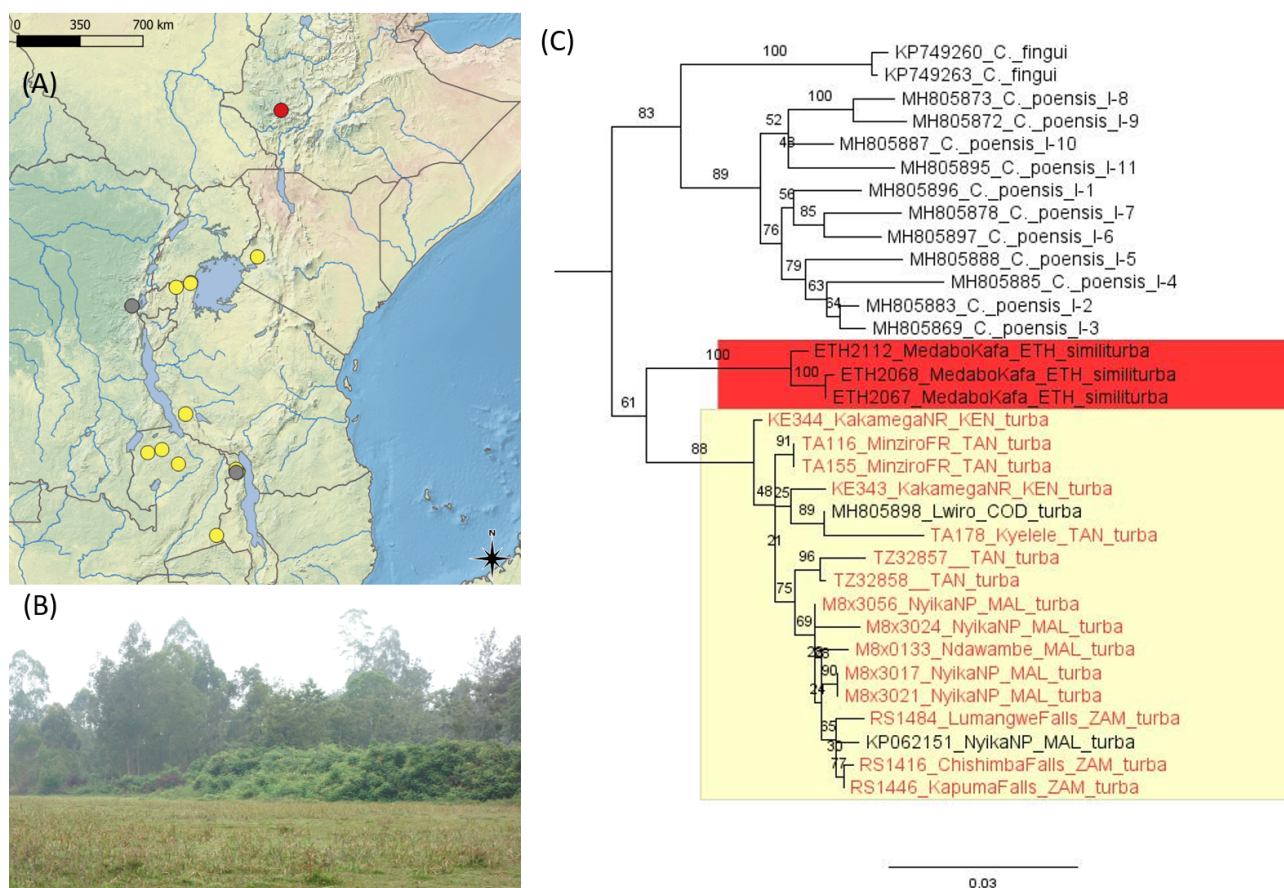 0 350 700 km
(A)
N
(B)
(C)
100
KP749260_C._fingui
KP749263_C._fingui
83
100
MH805873_C._poensis_I-8
52
MH805872_C._poensis_I-9
MH805887_C._poensis_I-10
89
MH805895_C._poensis_I-11
56
MH805896_C._poensis_I-1
85
MH805878_C._poensis_I-7
76
MH805897_C._poensis_I-6
79
MH805888_C._poensis_I-5
63
MH805885_C._poensis_I-4
64
MH805883_C._poensis_I-2
MH805869_C._poensis_I-3
100
ETH2112_MedaboKafa_ETH_similiturba
100
ETH2068_MedaboKafa_ETH_similiturba
61
ETH2067_MedaboKafa_ETH_similiturba
KE344_KakamegaNR_KEN_turba
88
91
TA116_MinziroFR_TAN_turba
TA155_MinziroFR_TAN_turba
48
25
KE343_KakamegaNR_KEN_turba
89
MH805898_Lwiro_COD_turba
TA178_Kyelele_TAN_turba
21
96
TZ32857__TAN_turba
75
TZ32858__TAN_turba
M8x3056_NyikaNP_MAL_turba
69
M8x3024_NyikaNP_MAL_turba
M8x0133_Ndawambe_MAL_turba
90
M8x3017_NyikaNP_MAL_turba
24
M8x3021_NyikaNP_MAL_turba
65
RS1484_LumangweFalls_ZAM_turba
30
KP062151_NyikaNP_MAL_turba
77
RS1416_ChishimbaFalls_ZAM_turba
RS1446_KapumaFalls_ZAM_turba
0.03